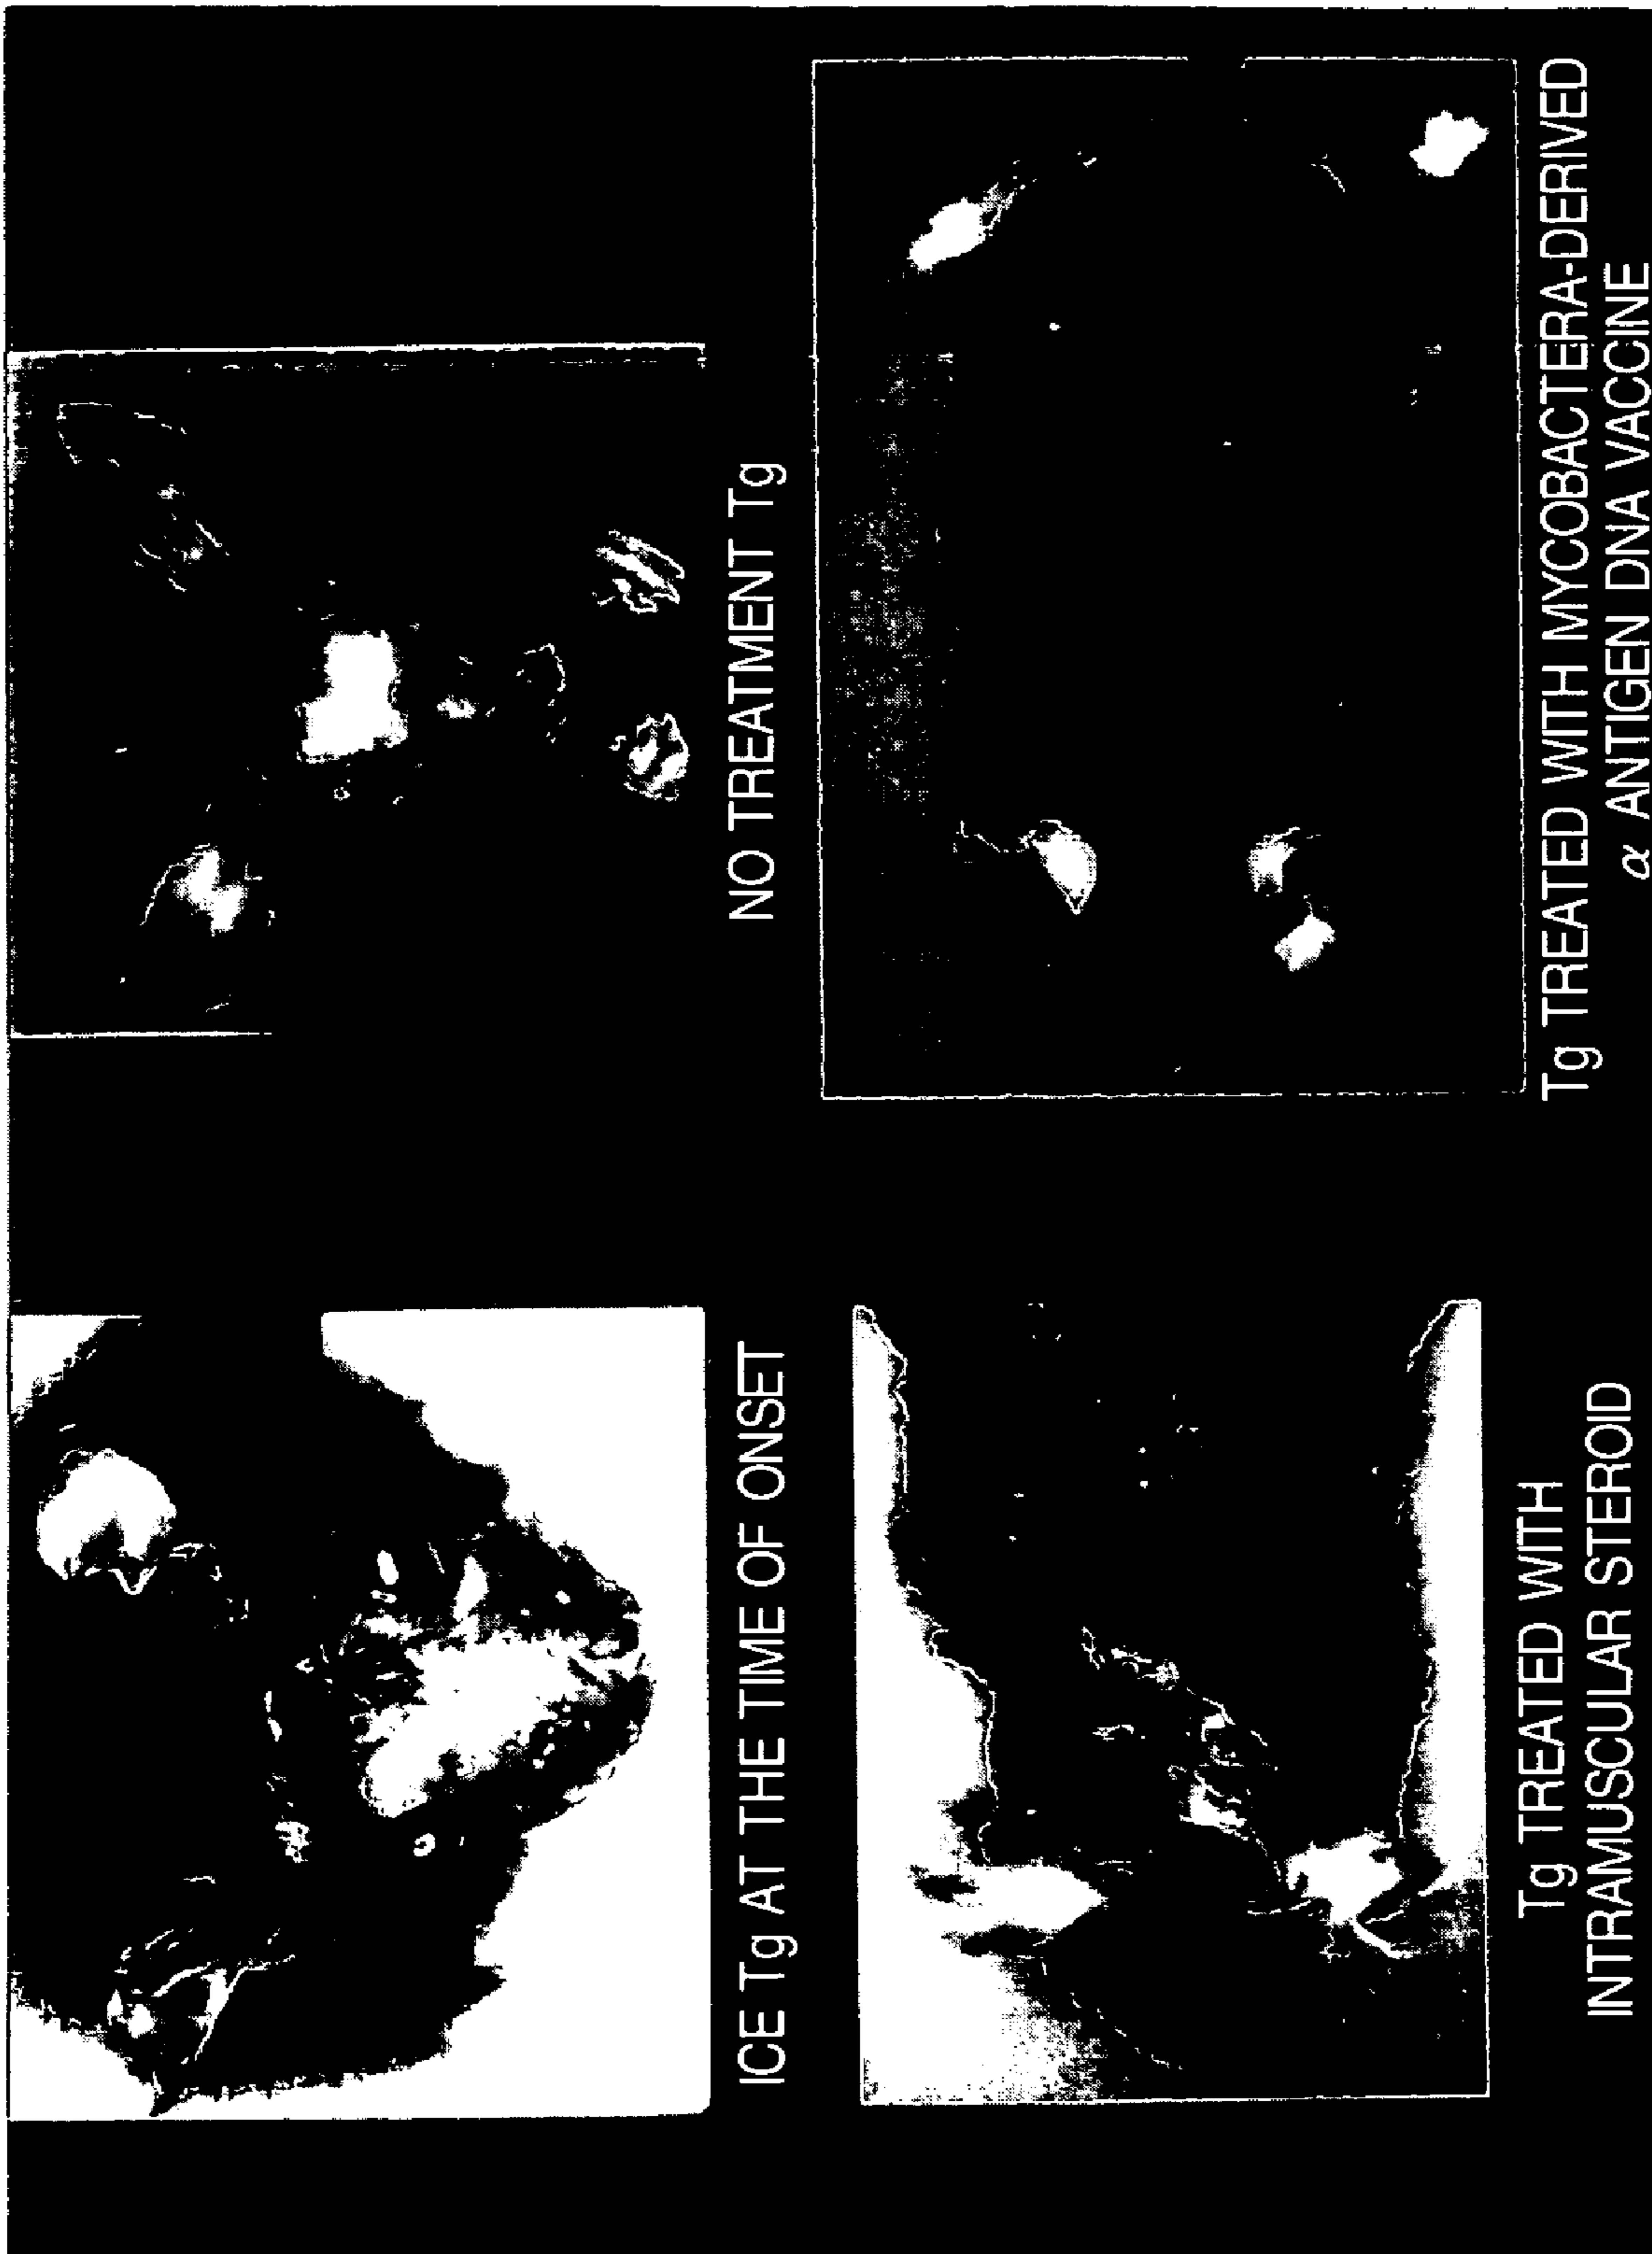 ICE Tg AT THE TIME OF ONSET
NO TREATMENT Tg
Tg TREATED WITH
INTRAMUSCULAR STEROID
Tg TREATED WITH MYCOBACTERA-DERIVED
α ANTIGEN DNA VACCINE